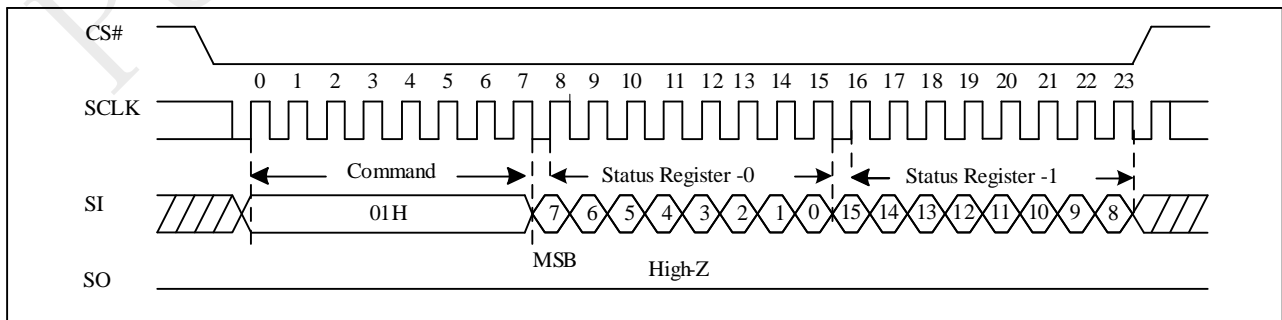 CS#
0 1 2 3 4 5 6 7 8 9 10 11 12 13 14 15 16 17 18 19 20 21 22 23
SCLK
Command Status Register -0 Status Register -1
SI 01H 7 6 5 4 3 2 1 0 15 14 13 12 11 10 9 8
MSB High-Z
SO